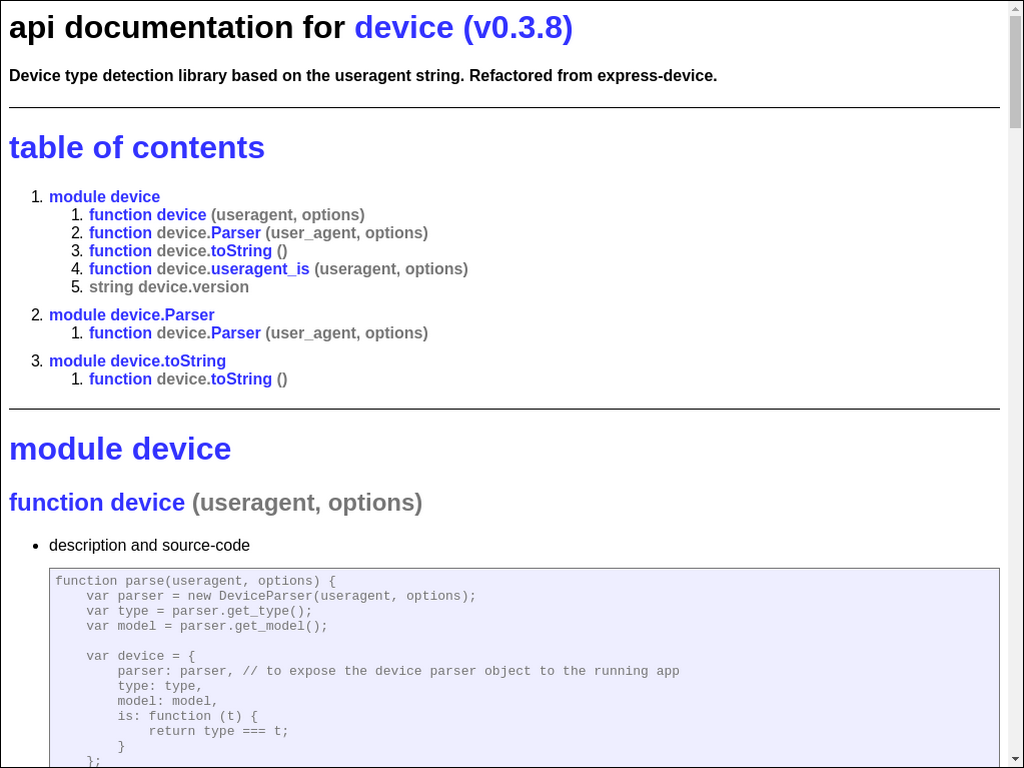 api documentation for device (v0.3.8)
Device type detection library based on the useragent string. Refactored from express-device.
table of contents
1. module device
1. function device (useragent, options)
2. function device.Parser (user_agent, options)
3. function device.toString ()
4. function device.useragent_is (useragent, options)
5. string device.version
2. module device.Parser
1. function device.Parser (user_agent, options)
3. module device.toString
1. function device.toString ()
module device
function device (useragent, options)
• description and source-code
function parse(useragent, options) {
    var parser = new DeviceParser(useragent, options);
    var type = parser.get_type();
    var model = parser.get_model();
    var device = {
        parser: parser, // to expose the device parser object to the running app
        type: type,
        model: model,
        is: function (t) {
            return type === t;
        }
    };